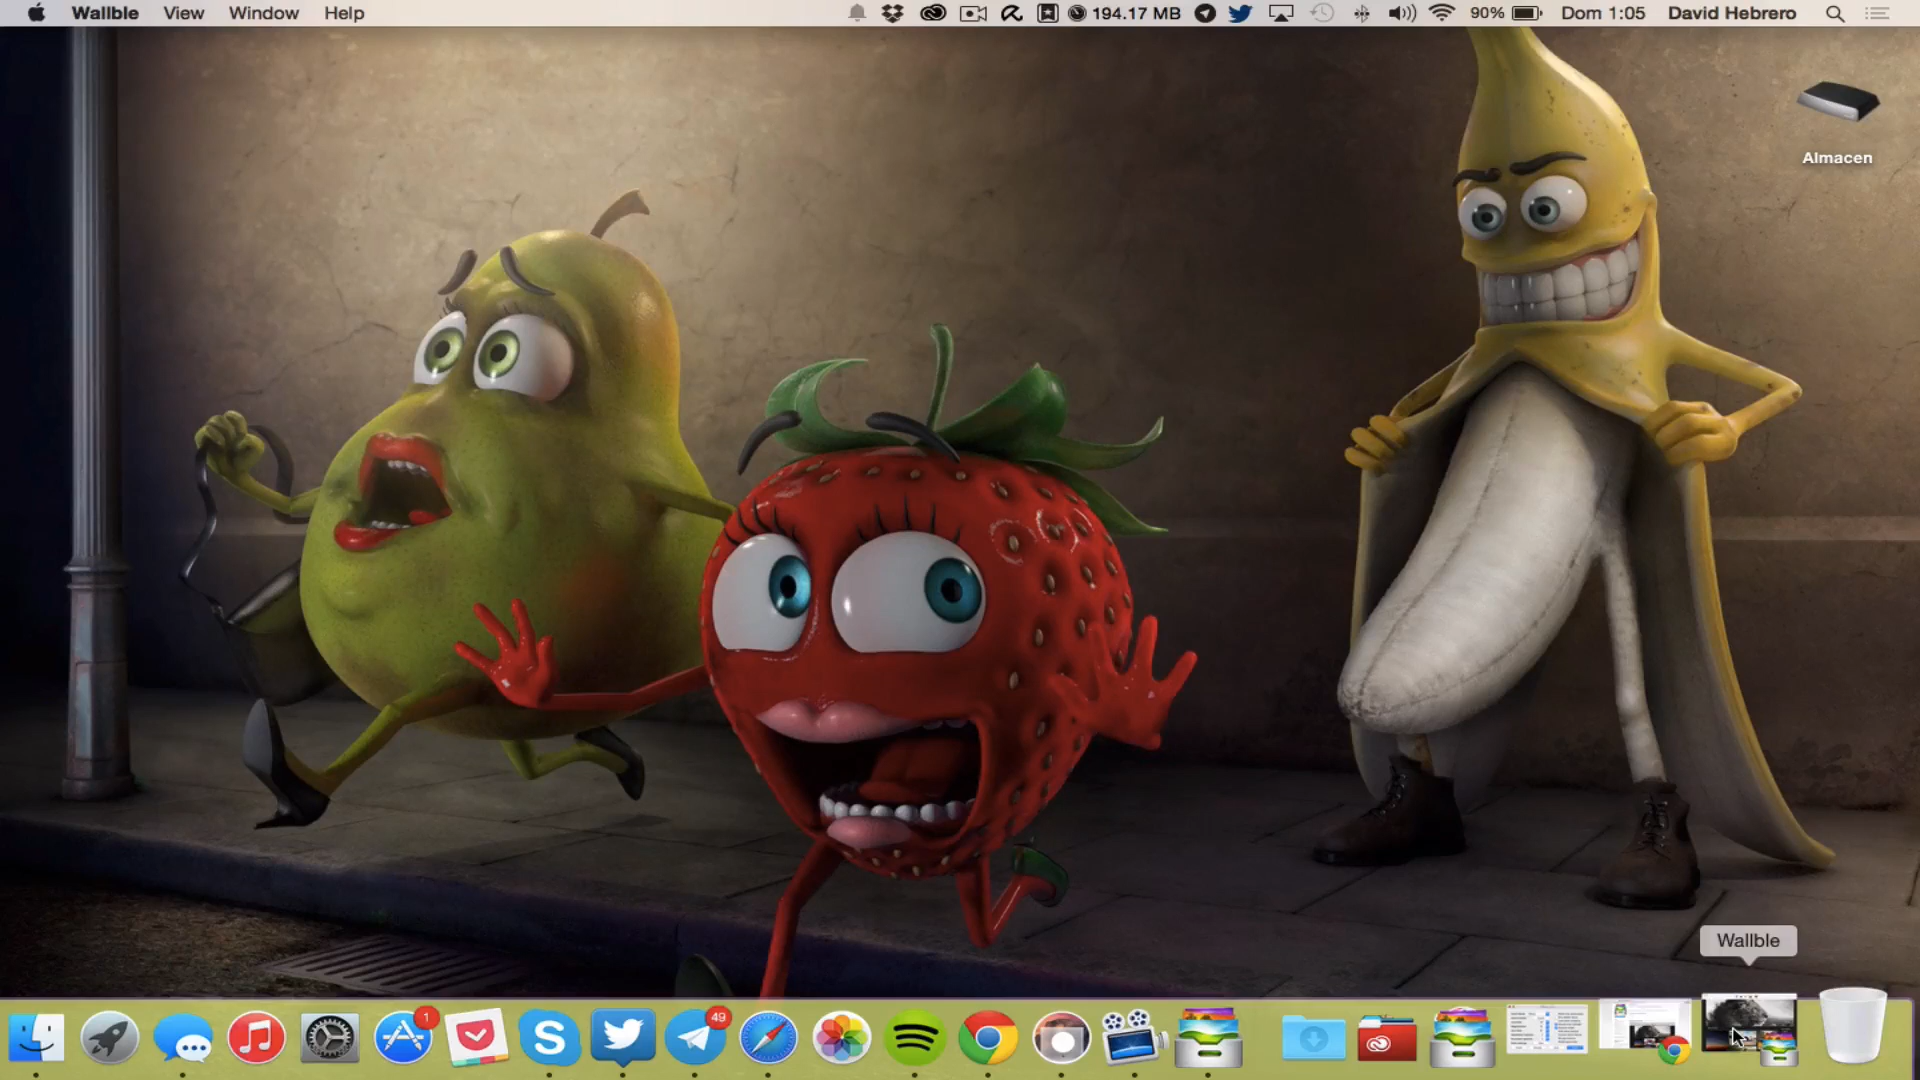 Wallble View Window Help 194.17 MB 90% Dom 1:05 David Hebrero
Almacen
Wallble
1
49